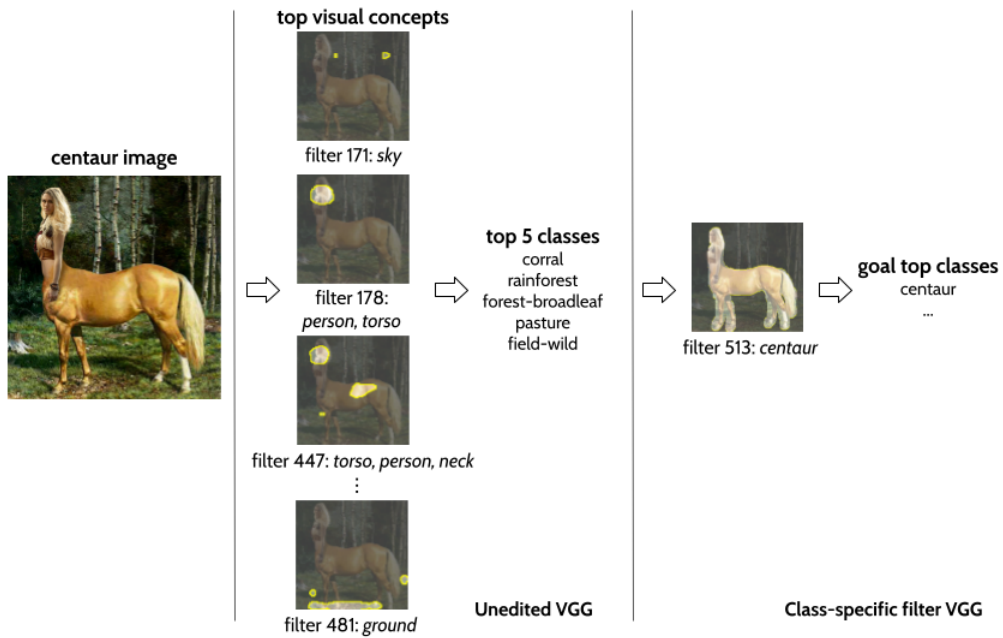 centaur image
top visual concepts
filter 171: sky
filter 178:
person, torso
filter 447: torso, person, neck
⋮
filter 481: ground
top 5 classes
corral
rainforest
forest-broadleaf
pasture
field-wild
Unedited VGG
filter 513: centaur
goal top classes
centaur
...
Class-specific filter VGG